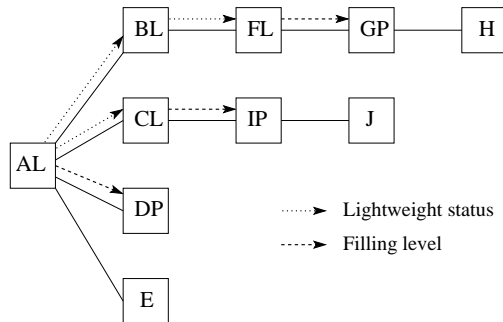 BL FL GP H
CL IP J
AL
DP
Lightweight status
Filling level
E